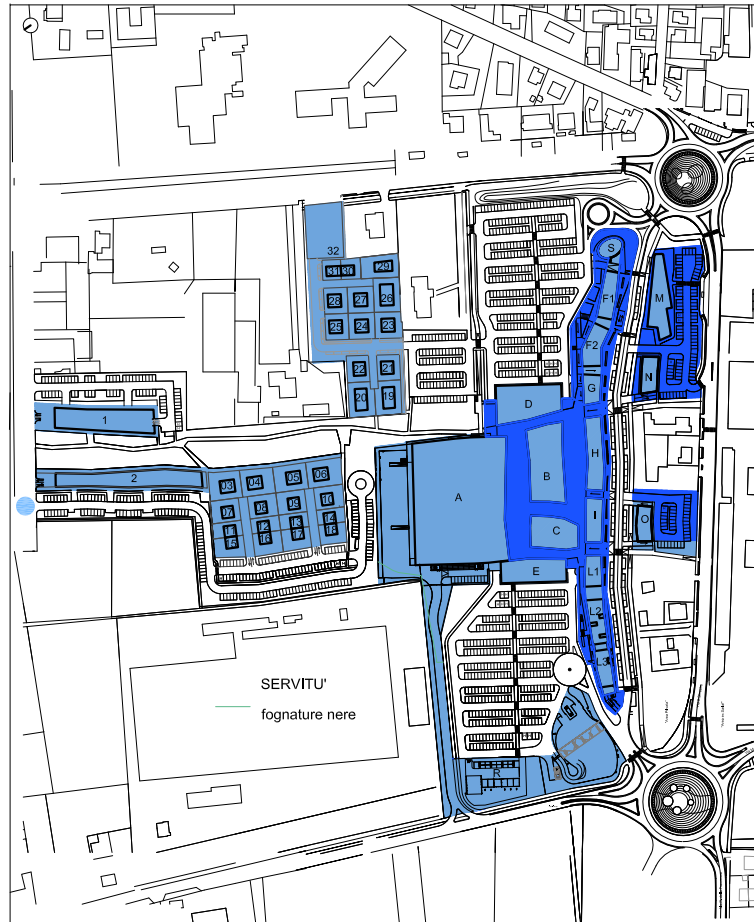 S
32
31 30 29
F1
M
28 27 26
25 24 23
F2
22 21
N
G
20 19
D
1
H
03 04 05 06
2
B
A
07 08 09 10
O
I
11 12 13 14
C
15 16 17 18
E
L1
L2
L3
SERVITU'
fognature nere
R